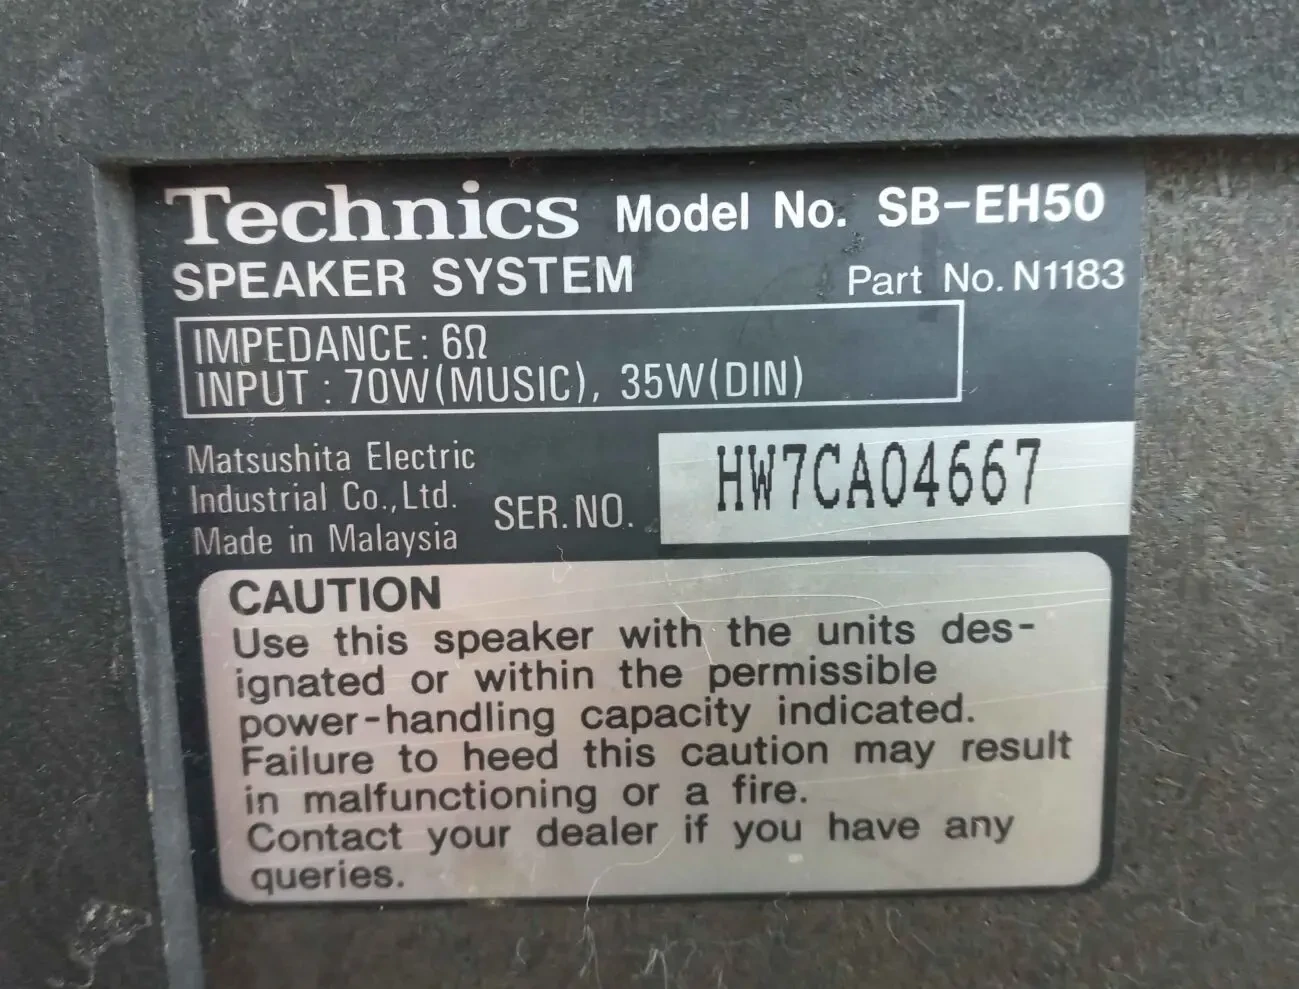 Technics Model No. SB-EH50
SPEAKER SYSTEM Part No. N1183
IMPEDANCE: 6Ω
INPUT : 70W(MUSIC), 35W(DIN)
Matsushita Electric
Industrial Co.,Ltd.
Made in Malaysia
SER. NO. HW7CA04667
CAUTION
Use this speaker with the units des-
ignated or within the permissible
power-handling capacity indicated.
Failure to heed this caution may result
in malfunctioning or a fire.
Contact your dealer if you have any
queries.